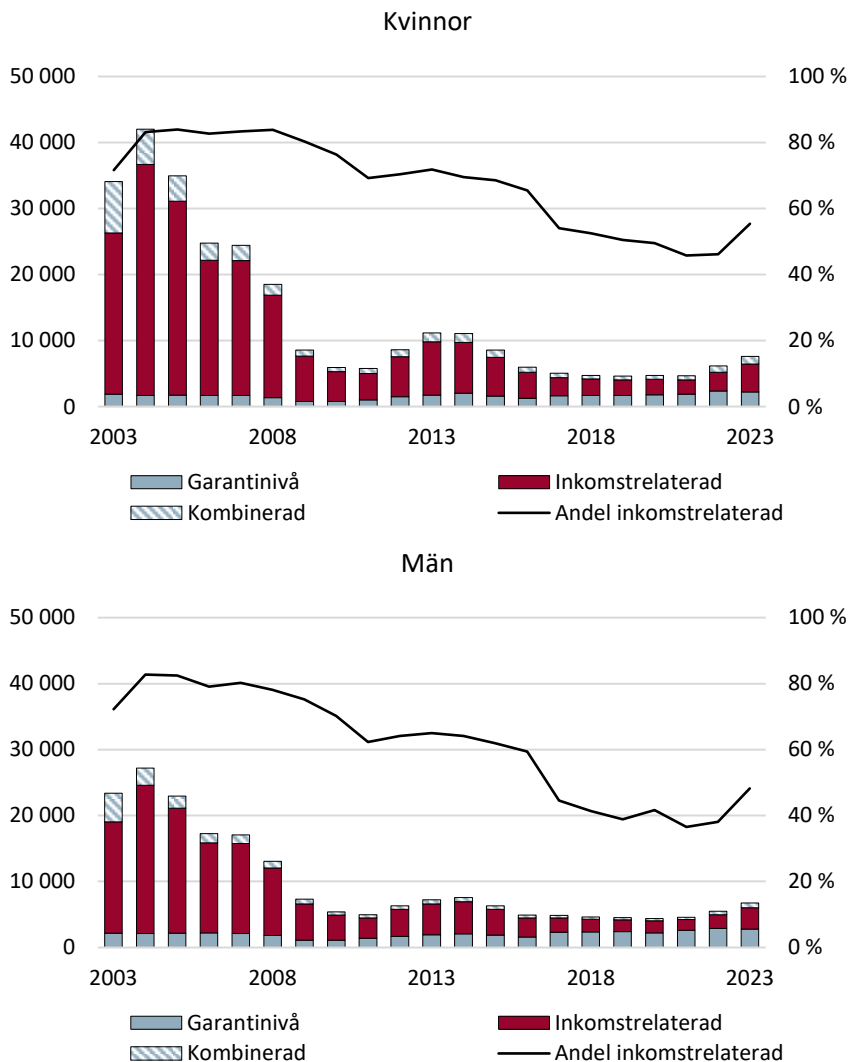 Kvinnor
50 000 100 %
40 000 80 %
30 000 60 %
20 000 40 %
10 000 20 %
0 0 %
2003 2008 2013 2018 2023
Garantinivå Inkomstrelaterad
Kombinerad Andel inkomstrelaterad
Män
50 000 100 %
40 000 80 %
30 000 60 %
20 000 40 %
10 000 20 %
0 0 %
2003 2008 2013 2018 2023
Garantinivå Inkomstrelaterad
Kombinerad Andel inkomstrelaterad